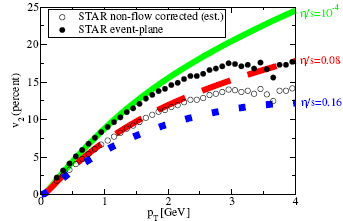 25
20
15
10
5
0
v₂ (percent)
○ STAR non-flow corrected (est.)
● STAR event-plane
η/s=10⁻⁴
η/s=0.08
η/s=0.16
0 1 2 3 4
p_T [GeV]